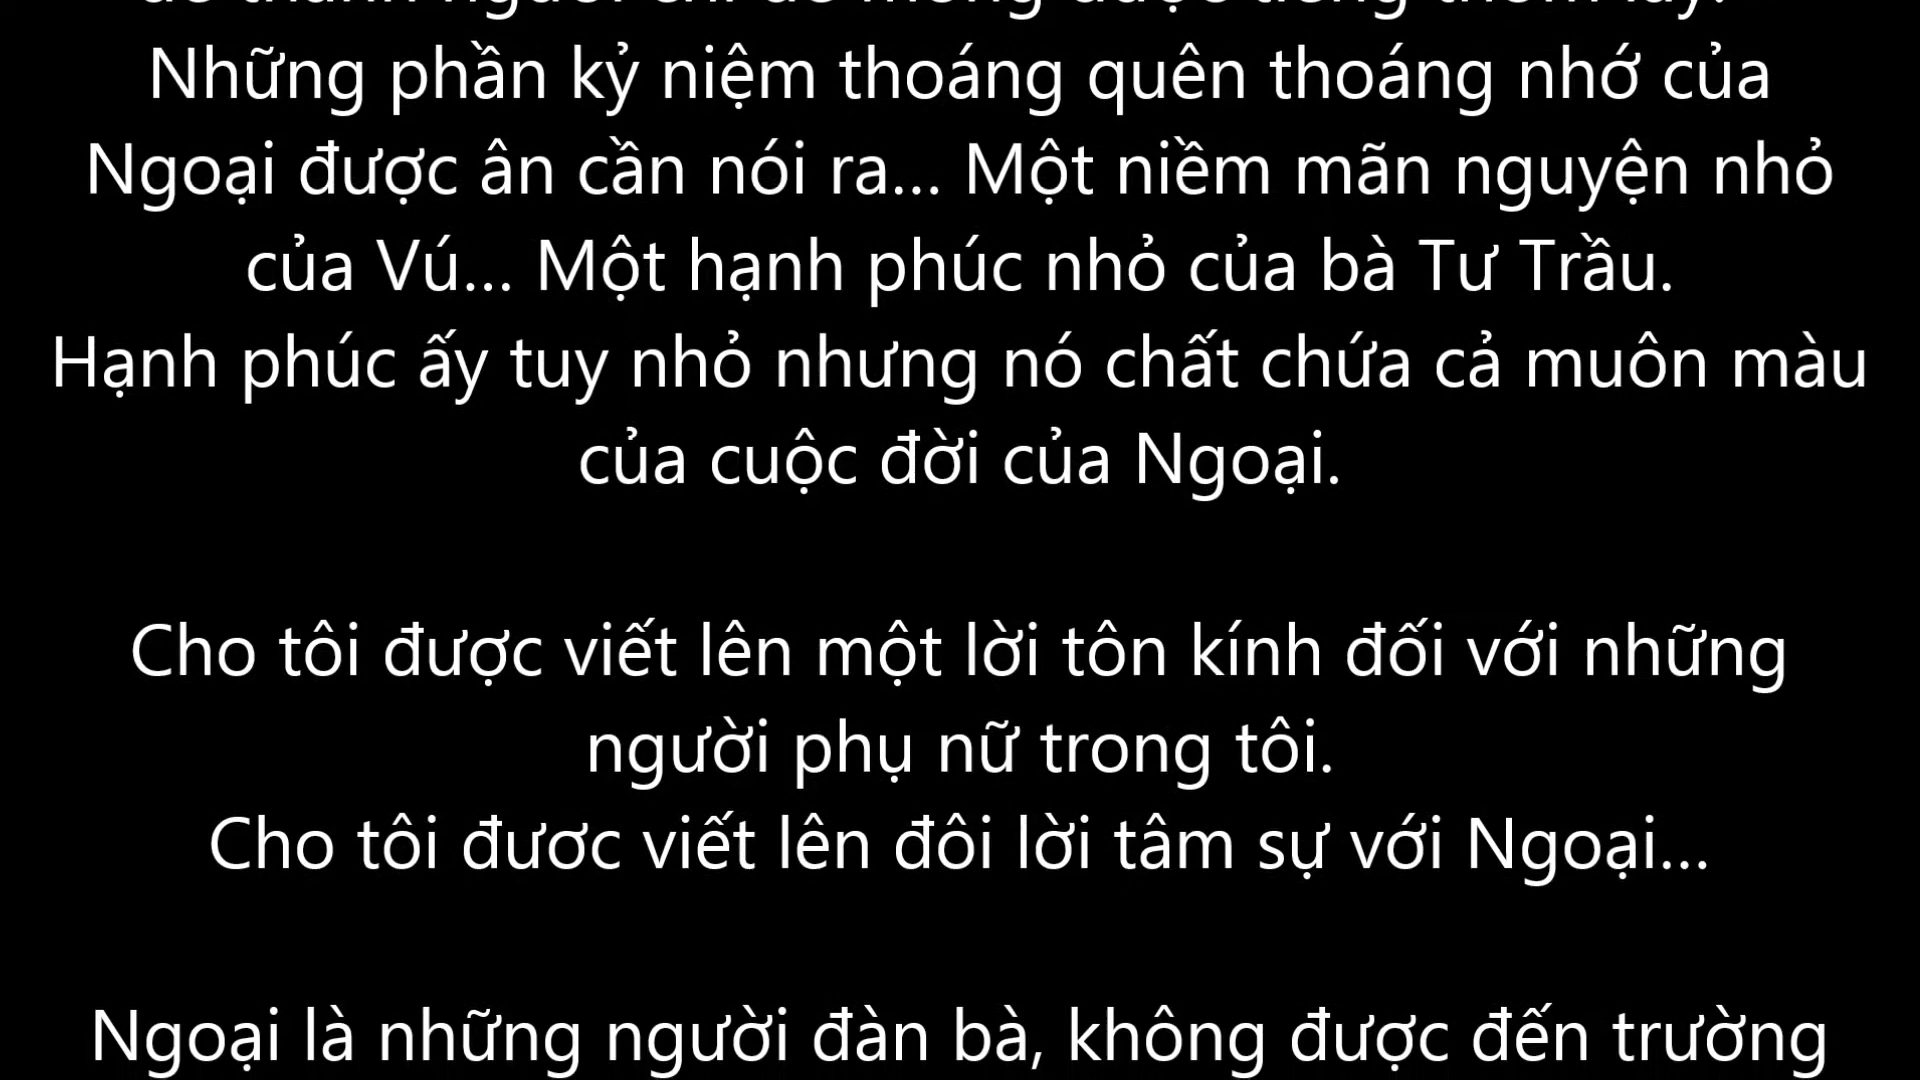 Những phần kỷ niệm thoáng quên thoáng nhớ của
Ngoại được ân cần nói ra... Một niềm mãn nguyện nhỏ
của Vú... Một hạnh phúc nhỏ của bà Tư Trầu.
Hạnh phúc ấy tuy nhỏ nhưng nó chất chứa cả muôn màu
của cuộc đời của Ngoại.
Cho tôi được viết lên một lời tôn kính đối với những
người phụ nữ trong tôi.
Cho tôi đươc viết lên đôi lời tâm sự với Ngoại...
Ngoại là những người đàn bà, không được đến trường